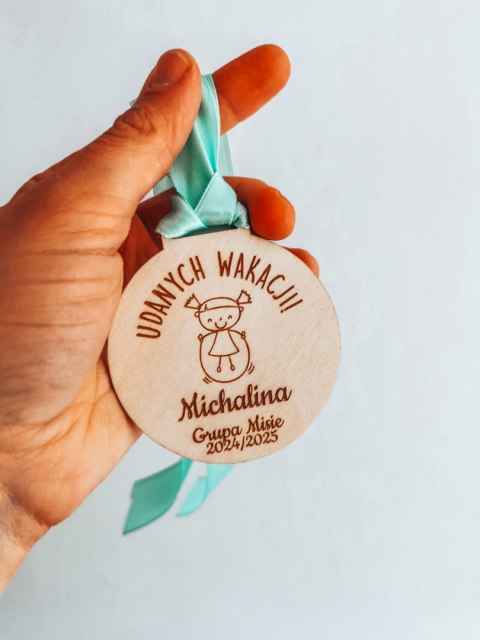 UDANYCH WAKACJI!
Michalina
Grupa Misie
2024/2025